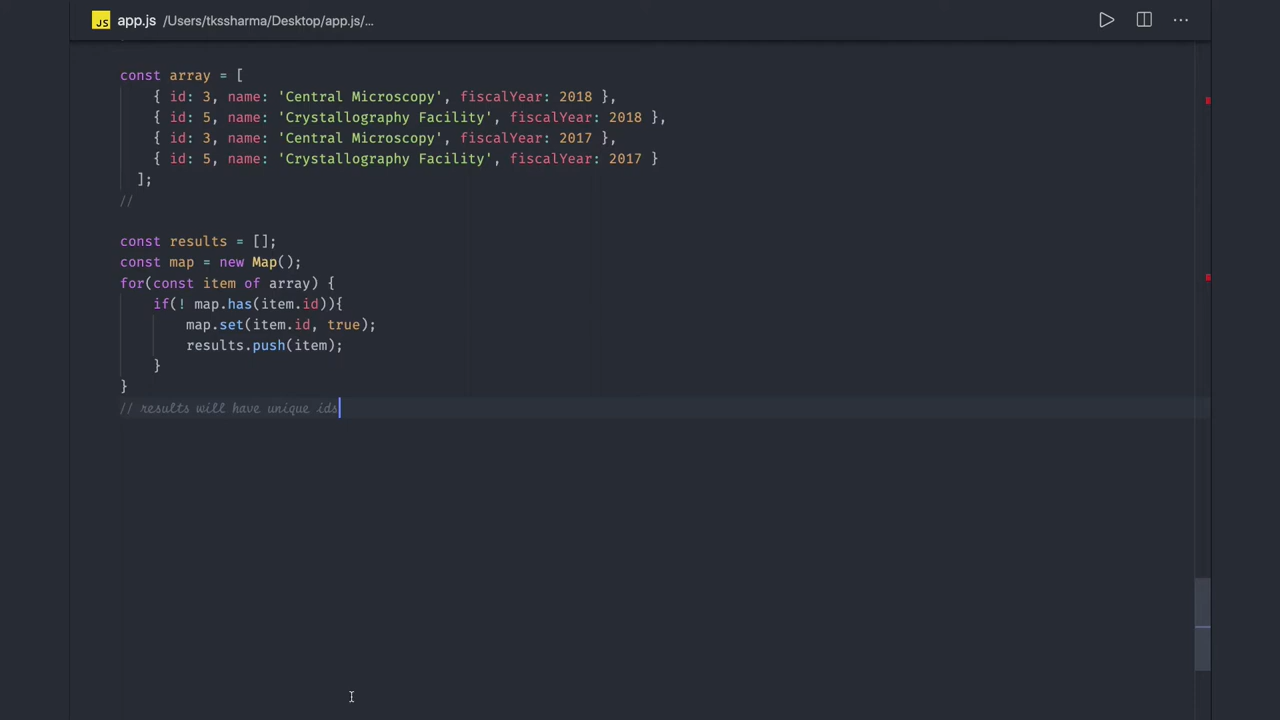 JS app.js /Users/tkssharma/Desktop/app.js/…
const array = [
{ id: 3, name: 'Central Microscopy', fiscalYear: 2018 },
{ id: 5, name: 'Crystallography Facility', fiscalYear: 2018 },
{ id: 3, name: 'Central Microscopy', fiscalYear: 2017 },
{ id: 5, name: 'Crystallography Facility', fiscalYear: 2017 }
];
//
const results = [];
const map = new Map();
for(const item of array) {
if(! map.has(item.id)){
map.set(item.id, true);
results.push(item);
}
}
// results will have unique ids